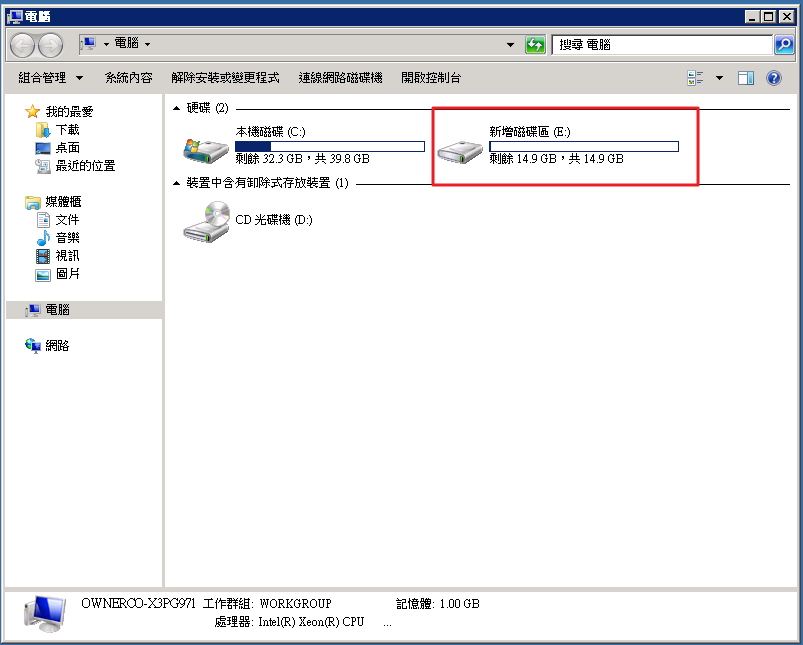 電腦
電腦
搜尋 電腦
組合管理 系統內容 解除安裝或變更程式 連線網路磁碟機 開啟控制台
我的最愛
下載
桌面
最近的位置
媒體櫃
文件
音樂
視訊
圖片
電腦
網路
硬碟 (2)
本機磁碟 (C:)
剩餘 32.3 GB，共 39.8 GB
新增磁碟區 (E:)
剩餘 14.9 GB，共 14.9 GB
裝置中含有卸除式存放裝置 (1)
CD 光碟機 (D:)
OWNERCO-X3PG971 工作群組: WORKGROUP 記憶體: 1.00 GB
處理器: Intel(R) Xeon(R) CPU ...